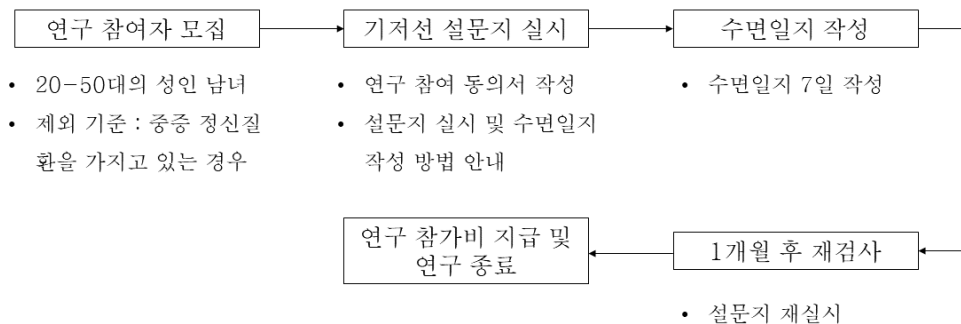 연구 참여자 모집
• 20-50대의 성인 남녀
• 제외 기준 : 중증 정신질
환을 가지고 있는 경우
기저선 설문지 실시
• 연구 참여 동의서 작성
• 설문지 실시 및 수면일지
작성 방법 안내
수면일지 작성
• 수면일지 7일 작성
1개월 후 재검사
• 설문지 재실시
연구 참가비 지급 및
연구 종료